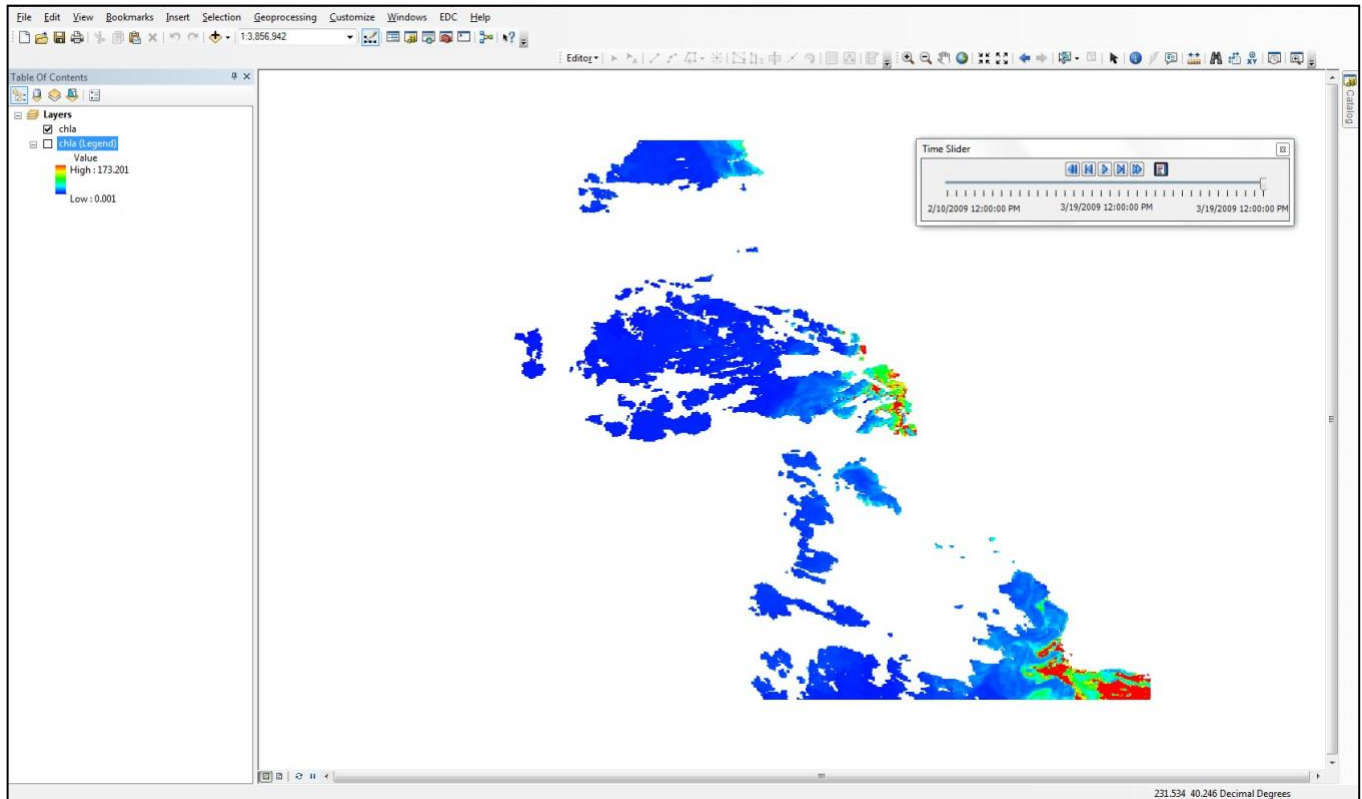 File Edit View Bookmarks Insert Selection Geoprocessing Customize Windows EDC Help
1:3,856,942
Editor
Table Of Contents
Layers
chla
chla (Legend)
Value
High : 173.201
Low : 0.001
Time Slider
2/10/2009 12:00:00 PM 3/19/2009 12:00:00 PM 3/19/2009 12:00:00 PM
Catalog
231.534 40.246 Decimal Degrees